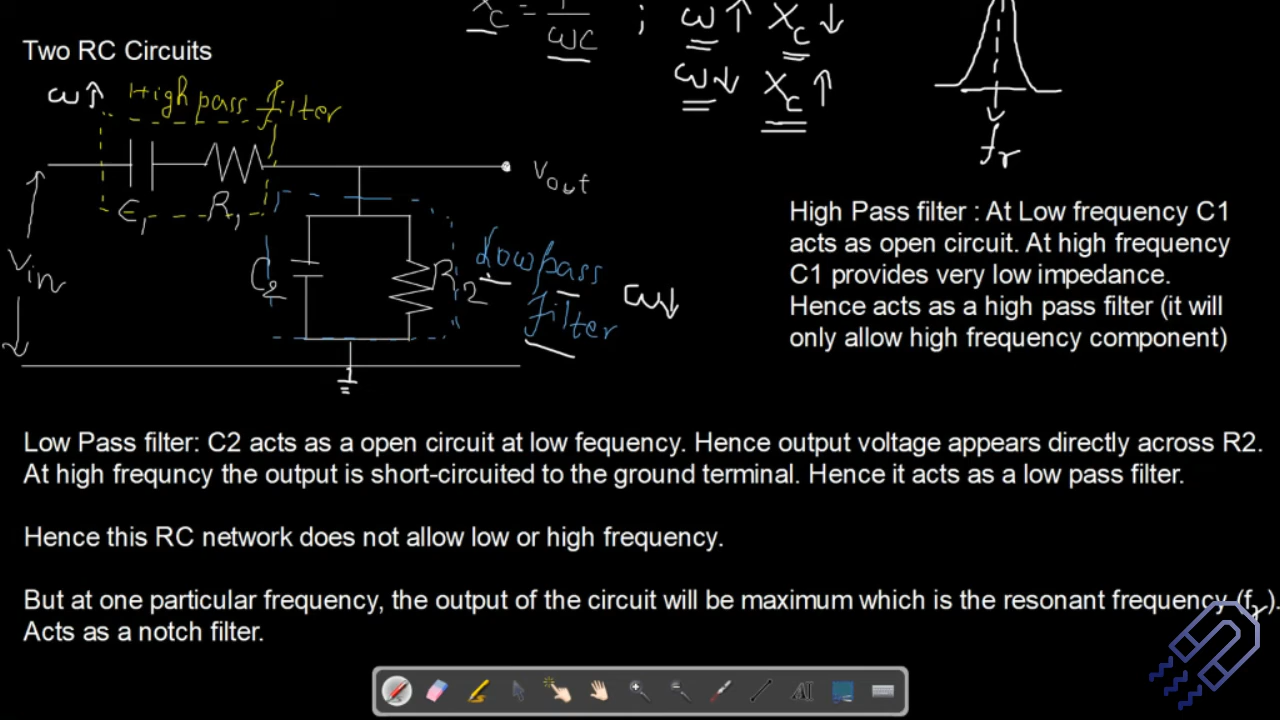 X_C = 1/ωC ; ω↑ X_C↓
ω↓ X_C↑
Two RC Circuits
ω↑ High pass filter
C1 R1
Vout
fr
Vin
C2 R2
Low pass
filter
ω↓
High Pass filter : At Low frequency C1
acts as open circuit. At high frequency
C1 provides very low impedance.
Hence acts as a high pass filter (it will
only allow high frequency component)
Low Pass filter: C2 acts as a open circuit at low fequency. Hence output voltage appears directly across R2.
At high frequncy the output is short-circuited to the ground terminal. Hence it acts as a low pass filter.
Hence this RC network does not allow low or high frequency.
But at one particular frequency, the output of the circuit will be maximum which is the resonant frequency (fr).
Acts as a notch filter.
AI